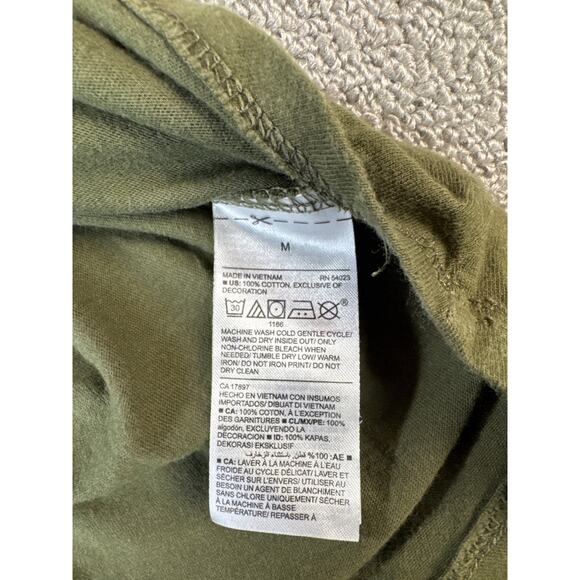 M
MADE IN VIETNAM RN 54023
■ US: 100% COTTON, EXCLUSIVE OF
DECORATION
30
1166
MACHINE WASH COLD GENTLE CYCLE/
WASH AND DRY INSIDE OUT/ ONLY
NON-CHLORINE BLEACH WHEN
NEEDED/ TUMBLE DRY LOW/ WARM
IRON/ DO NOT IRON PRINT/ DO NOT
DRY CLEAN
CA 17897
HECHO EN VIETNAM CON INSUMOS
IMPORTADOS/ DIBUAT DI VIETNAM
■ CA: 100% COTON, À L'EXCEPTION
DES GARNITURES ■ CL/MX/PE: 100%
algodón, EXCLUYENDO LA
DECORACION ■ ID: 100% KAPAS,
DEKORASI EKSKLUSIF
■ AE: 100% قطن باستثناء للزخارف
■ CA: LAVER À LA MACHINE À L'EAU
FROIDE AU CYCLE DÉLICAT/ LAVER ET
SÉCHER SUR L'ENVERS/ UTILISER AU
BESOIN UN AGENT DE BLANCHIMENT
SANS CHLORE UNIQUEMENT/ SÉCHER
À LA MACHINE À BASSE
TEMPÉRATURE/ REPASSER À